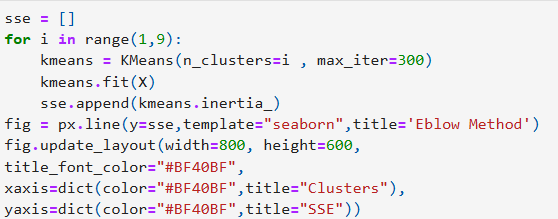 sse = []
for i in range(1,9):
    kmeans = KMeans(n_clusters=i , max_iter=300)
    kmeans.fit(X)
    sse.append(kmeans.inertia_)
fig = px.line(y=sse,template="seaborn",title='Eblow Method')
fig.update_layout(width=800, height=600,
title_font_color="#BF40BF",
xaxis=dict(color="#BF40BF",title="Clusters"),
yaxis=dict(color="#BF40BF",title="SSE"))